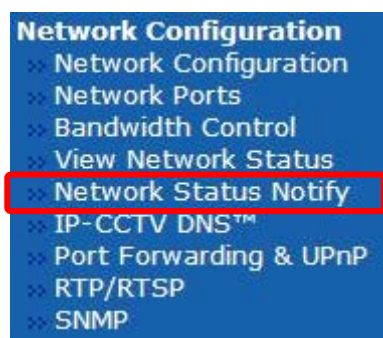 Network Configuration
» Network Configuration
» Network Ports
» Bandwidth Control
» View Network Status
» Network Status Notify
» IP-CCTV DNS™
» Port Forwarding & UPnP
» RTP/RTSP
» SNMP